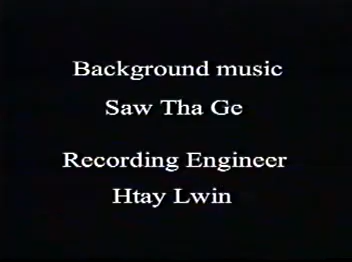 Background music
Saw Tha Ge
Recording Engineer
Htay Lwin